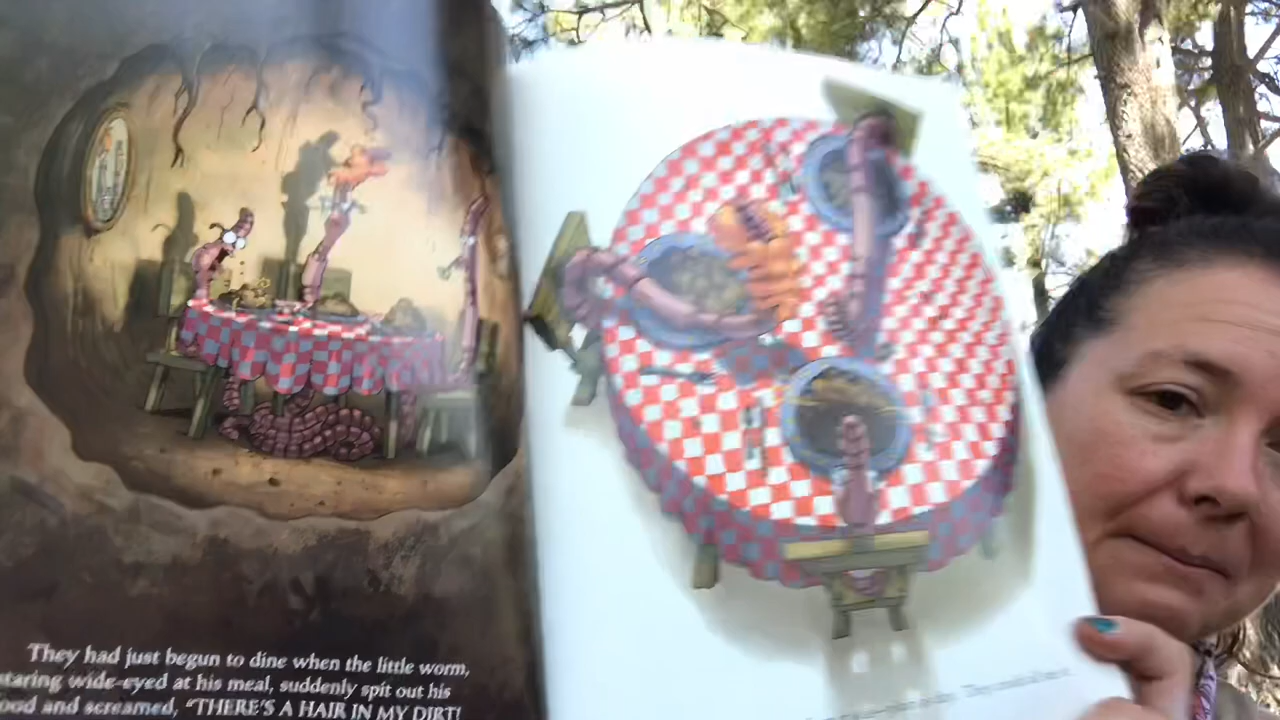 They had just begun to dine when the little worm,
staring wide-eyed at his meal, suddenly spit out his
food and screamed, "THERE'S A HAIR IN MY DIRT!